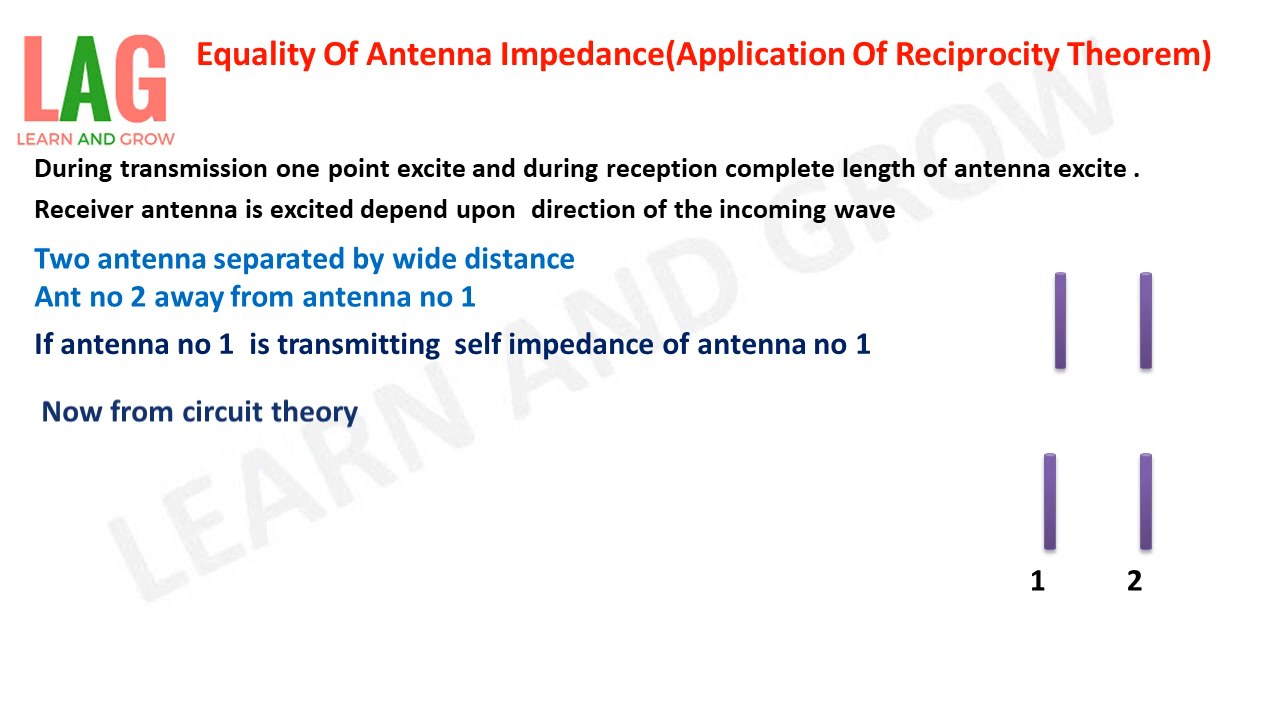 LAG
LEARN AND GROW
Equality Of Antenna Impedance(Application Of Reciprocity Theorem)
During transmission one point excite and during reception complete length of antenna excite .
Receiver antenna is excited depend upon direction of the incoming wave
Two antenna separated by wide distance
Ant no 2 away from antenna no 1
If antenna no 1 is transmitting self impedance of antenna no 1
Now from circuit theory
1 2
LEARN AND GROW